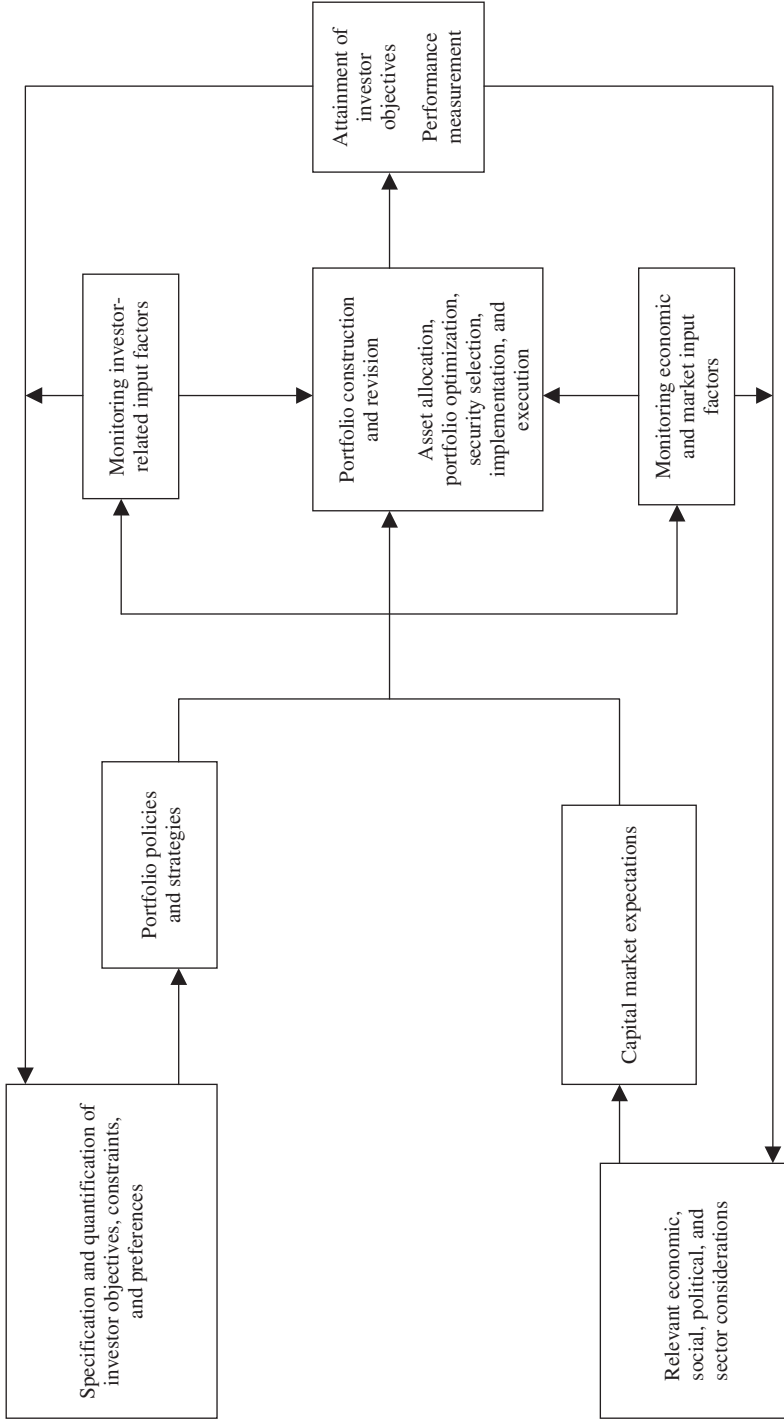 Specification and quantification of
investor objectives, constraints,
and preferences
Portfolio policies
and strategies
Relevant economic,
social, political, and
sector considerations
Capital market expectations
Monitoring investor-
related input factors
Portfolio construction
and revision
Asset allocation,
portfolio optimization,
security selection,
implementation, and
execution
Monitoring economic
and market input
factors
Attainment of
investor
objectives
Performance
measurement